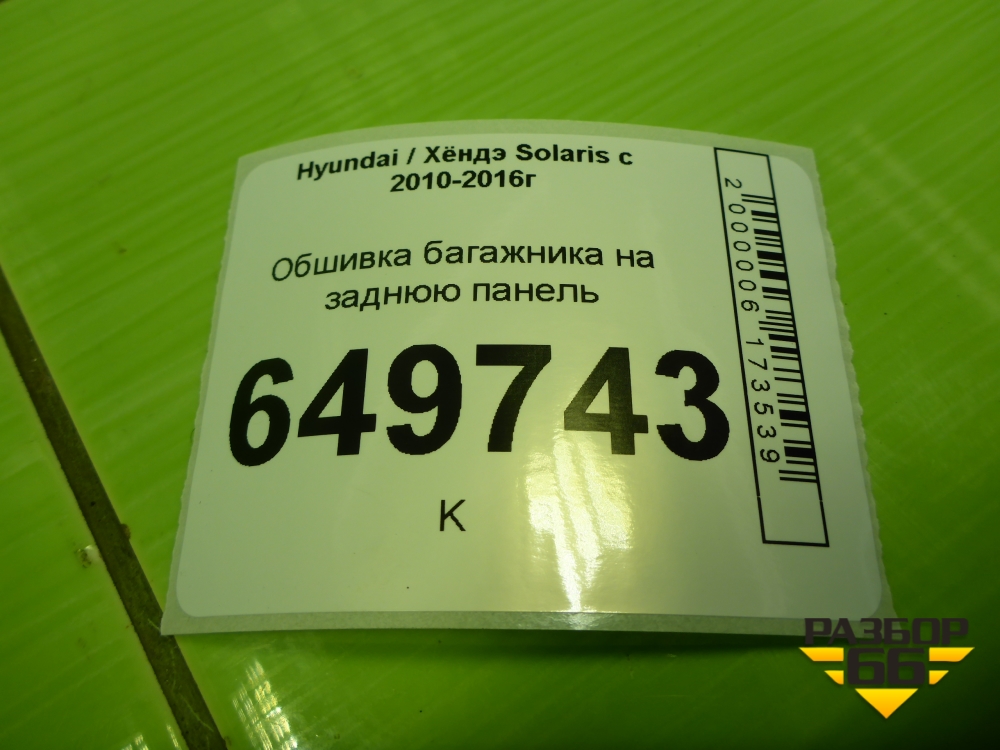 Hyundai / Хёндэ Solaris с
2010-2016г
Обшивка багажника на
заднюю панель
649743
К
2000006173539
РАЗБОР
66